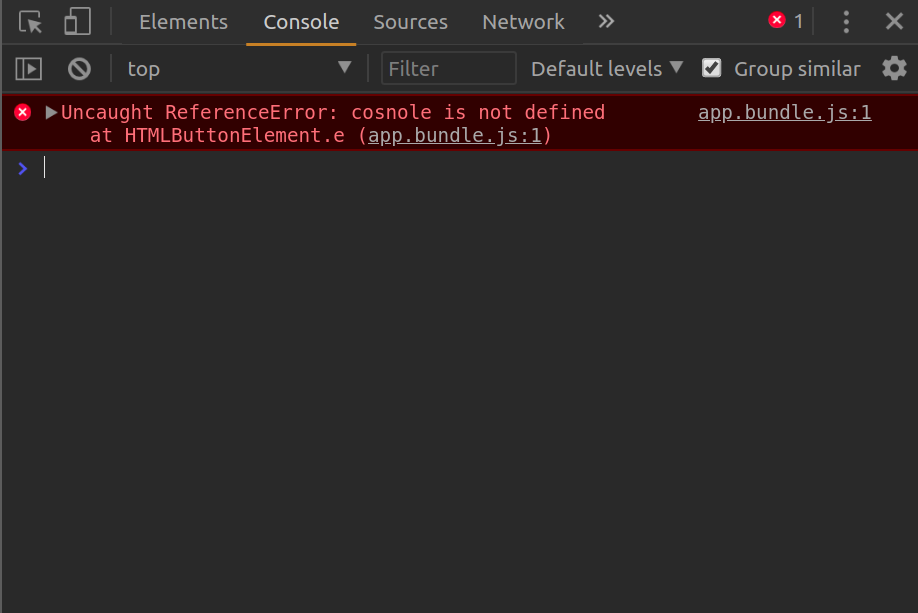 Elements Console Sources Network 1
top Filter Default levels Group similar
Uncaught ReferenceError: cosnole is not defined app.bundle.js:1
at HTMLButtonElement.e (app.bundle.js:1)